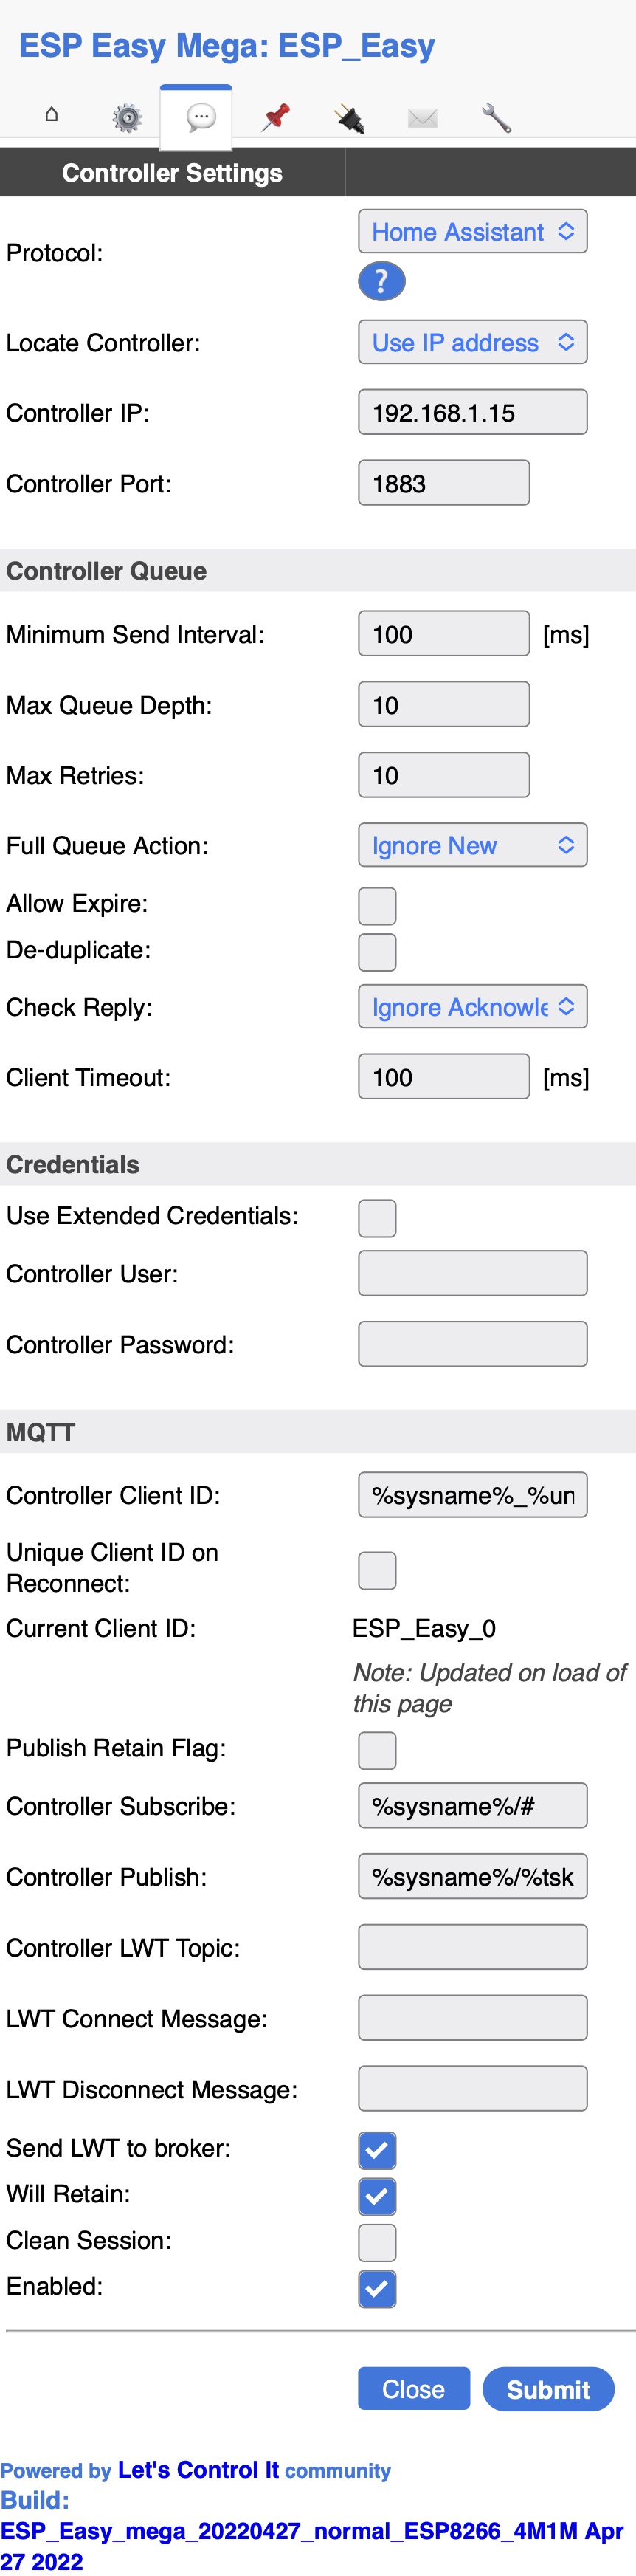 ESP Easy Mega: ESP_Easy
Controller Settings
Protocol:
Home Assistant
?
Locate Controller:
Use IP address
Controller IP:
192.168.1.15
Controller Port:
1883
Controller Queue
Minimum Send Interval:
100 [ms]
Max Queue Depth:
10
Max Retries:
10
Full Queue Action:
Ignore New
Allow Expire:
De-duplicate:
Check Reply:
Ignore Acknowle
Client Timeout:
100 [ms]
Credentials
Use Extended Credentials:
Controller User:
Controller Password:
MQTT
Controller Client ID:
%sysname%_%un
Unique Client ID on
Reconnect:
Current Client ID:
ESP_Easy_0
Note: Updated on load of
this page
Publish Retain Flag:
Controller Subscribe:
%sysname%/#
Controller Publish:
%sysname%/%tsk
Controller LWT Topic:
LWT Connect Message:
LWT Disconnect Message:
Send LWT to broker:
Will Retain:
Clean Session:
Enabled:
Close
Submit
Powered by Let's Control It community
Build:
ESP_Easy_mega_20220427_normal_ESP8266_4M1M Apr
27 2022